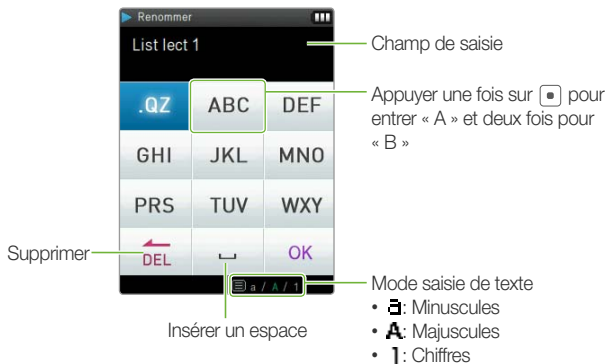 Renommer
List lect 1
Champ de saisie
.QZ
ABC
DEF
Appuyer une fois sur pour
entrer « A » et deux fois pour
« B »
GHI
JKL
MNO
PRS
TUV
WXY
Supprimer
DEL
OK
a / A / 1
Mode saisie de texte
• a: Minuscules
Insérer un espace
• A: Majuscules
• 1: Chiffres